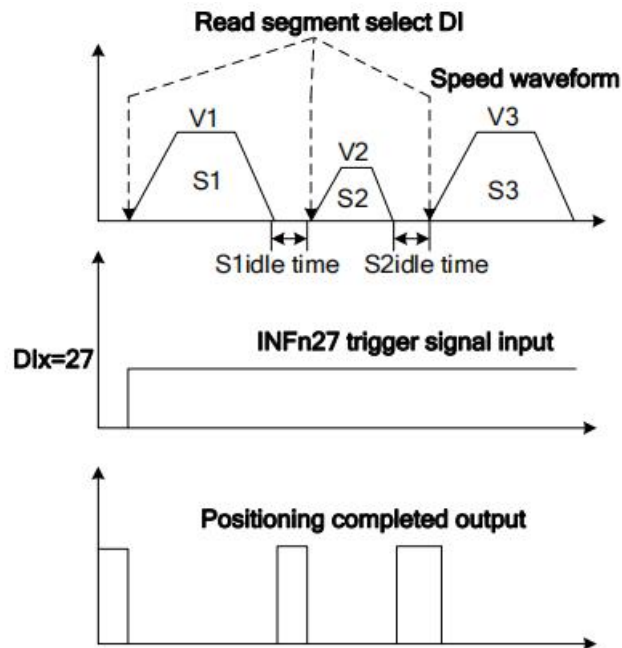 Read segment select DI
Speed waveform
V1
V2
V3
S1
S2
S3
S1idle time
S2idle time
INFn27 trigger signal input
DIx=27
Positioning completed output